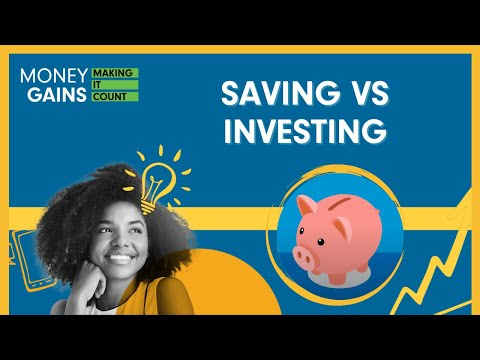 MONEY
GAINS
MAKING
IT
COUNT
SAVING VS
INVESTING